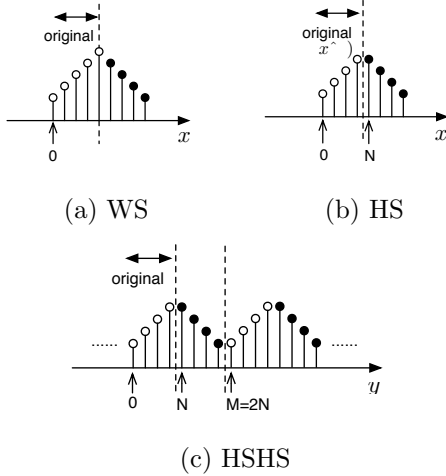 original
0
x
(a) WS
original
x^ )
0
N
x
(b) HS
original
......
......
0
N
M=2N
y
(c) HSHS